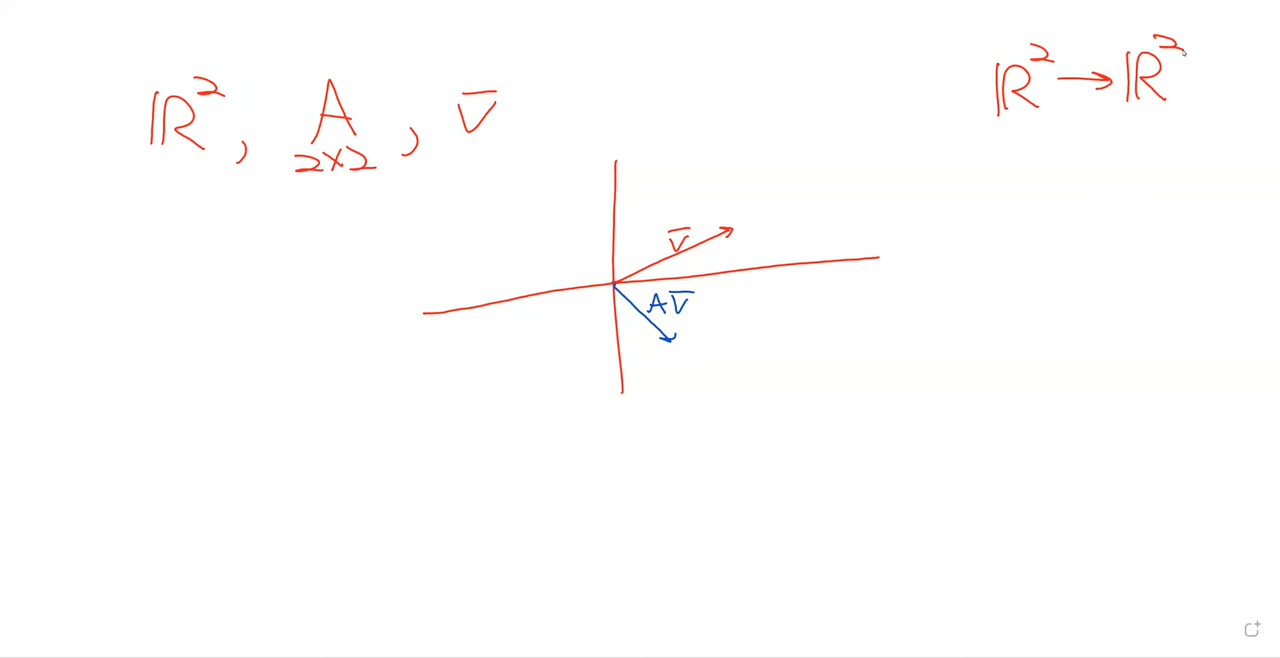 ℝ², A, v̄
2×2
ℝ² → ℝ²
v̄
Av̄